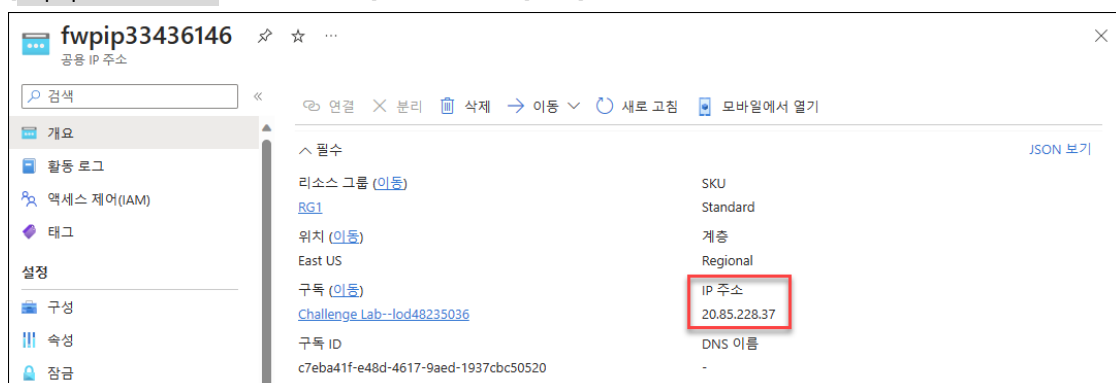 fwpip33436146
공용 IP 주소
검색
연결 분리 삭제 이동 새로 고침 모바일에서 열기
개요
활동 로그
액세스 제어(IAM)
태그
설정
구성
속성
잠금
필수
JSON 보기
리소스 그룹 (이동)
RG1
위치 (이동)
East US
구독 (이동)
Challenge Lab--lod48235036
구독 ID
c7eba41f-e48d-4617-9aed-1937cbc50520
SKU
Standard
계층
Regional
IP 주소
20.85.228.37
DNS 이름
-